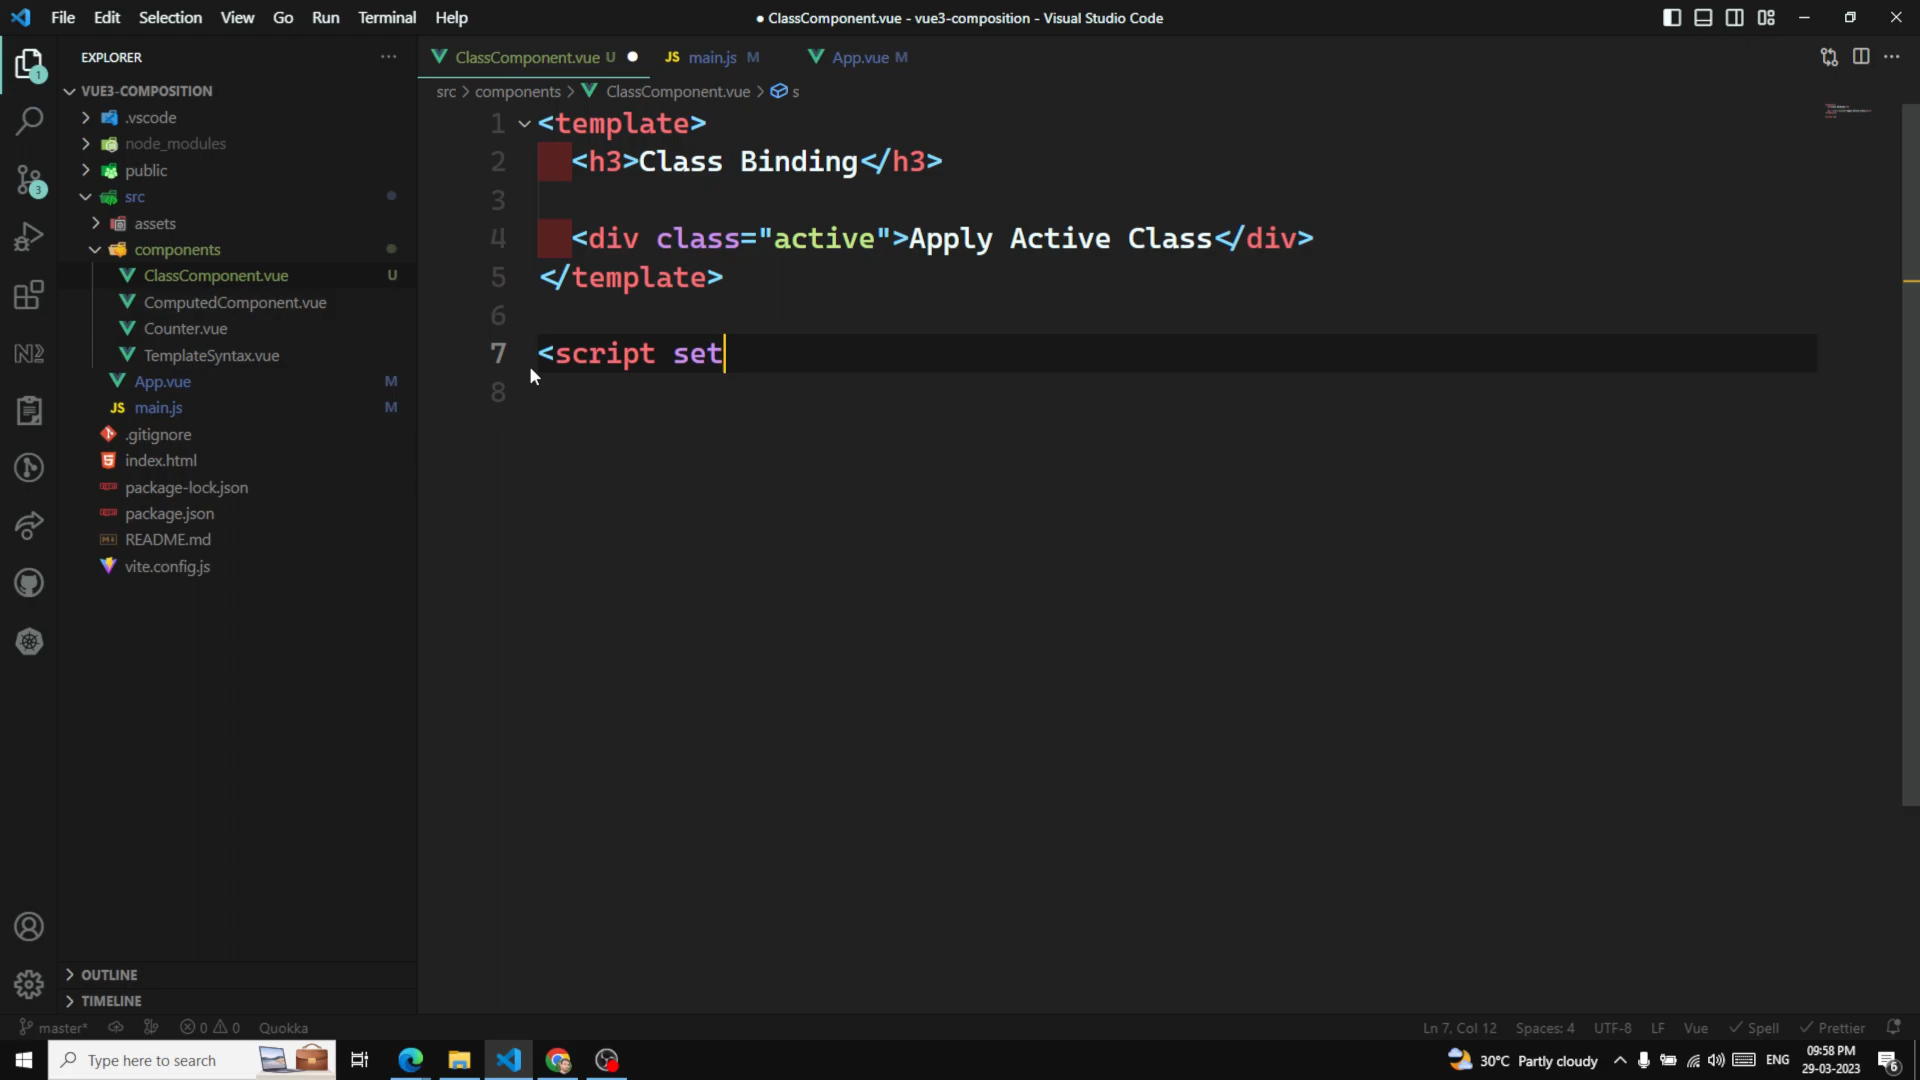 File Edit Selection View Go Run Terminal Help
● ClassComponent.vue - vue3-composition - Visual Studio Code
EXPLORER
VUE3-COMPOSITION
.vscode
node_modules
public
src
assets
components
ClassComponent.vue U
ComputedComponent.vue
Counter.vue
TemplateSyntax.vue
App.vue M
JS main.js M
.gitignore
index.html
package-lock.json
package.json
README.md
vite.config.js
OUTLINE
TIMELINE
1
3
ClassComponent.vue U ● JS main.js M App.vue M
src > components > ClassComponent.vue > s
1 <template>
2 <h3>Class Binding</h3>
3
4 <div class="active">Apply Active Class</div>
5 </template>
6
7 <script set
8
master* 0 0 Quokka
Ln 7, Col 12 Spaces: 4 UTF-8 LF Vue Spell Prettier
Type here to search
30°C Partly cloudy ENG
09:58 PM
29-03-2023
6